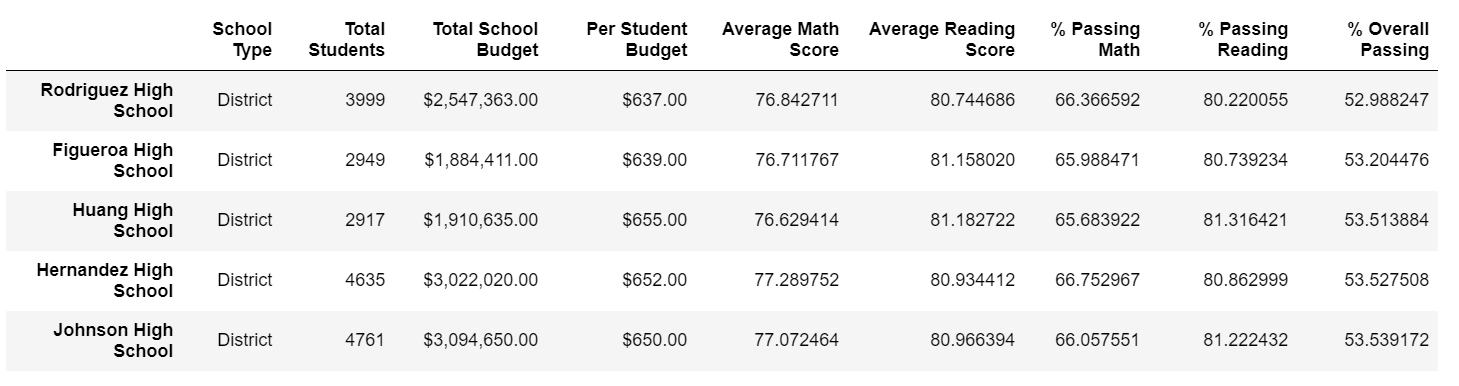 School Type Total Students Total School Budget Per Student Budget Average Math Score Average Reading Score % Passing Math % Passing Reading % Overall Passing
Rodriguez High School District 3999 $2,547,363.00 $637.00 76.842711 80.744686 66.366592 80.220055 52.988247
Figueroa High School District 2949 $1,884,411.00 $639.00 76.711767 81.158020 65.988471 80.739234 53.204476
Huang High School District 2917 $1,910,635.00 $655.00 76.629414 81.182722 65.683922 81.316421 53.513884
Hernandez High School District 4635 $3,022,020.00 $652.00 77.289752 80.934412 66.752967 80.862999 53.527508
Johnson High School District 4761 $3,094,650.00 $650.00 77.072464 80.966394 66.057551 81.222432 53.539172